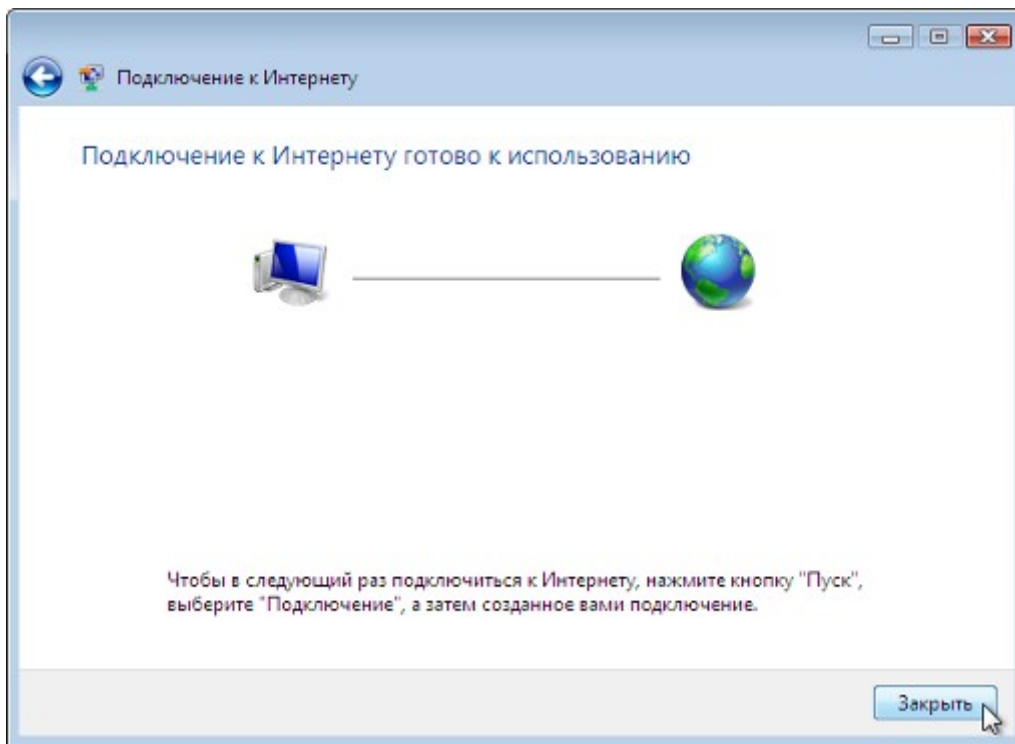 Подключение к Интернету
Подключение к Интернету готово к использованию
Чтобы в следующий раз подключиться к Интернету, нажмите кнопку "Пуск",
выберите "Подключение", а затем созданное вами подключение.
Закрыть